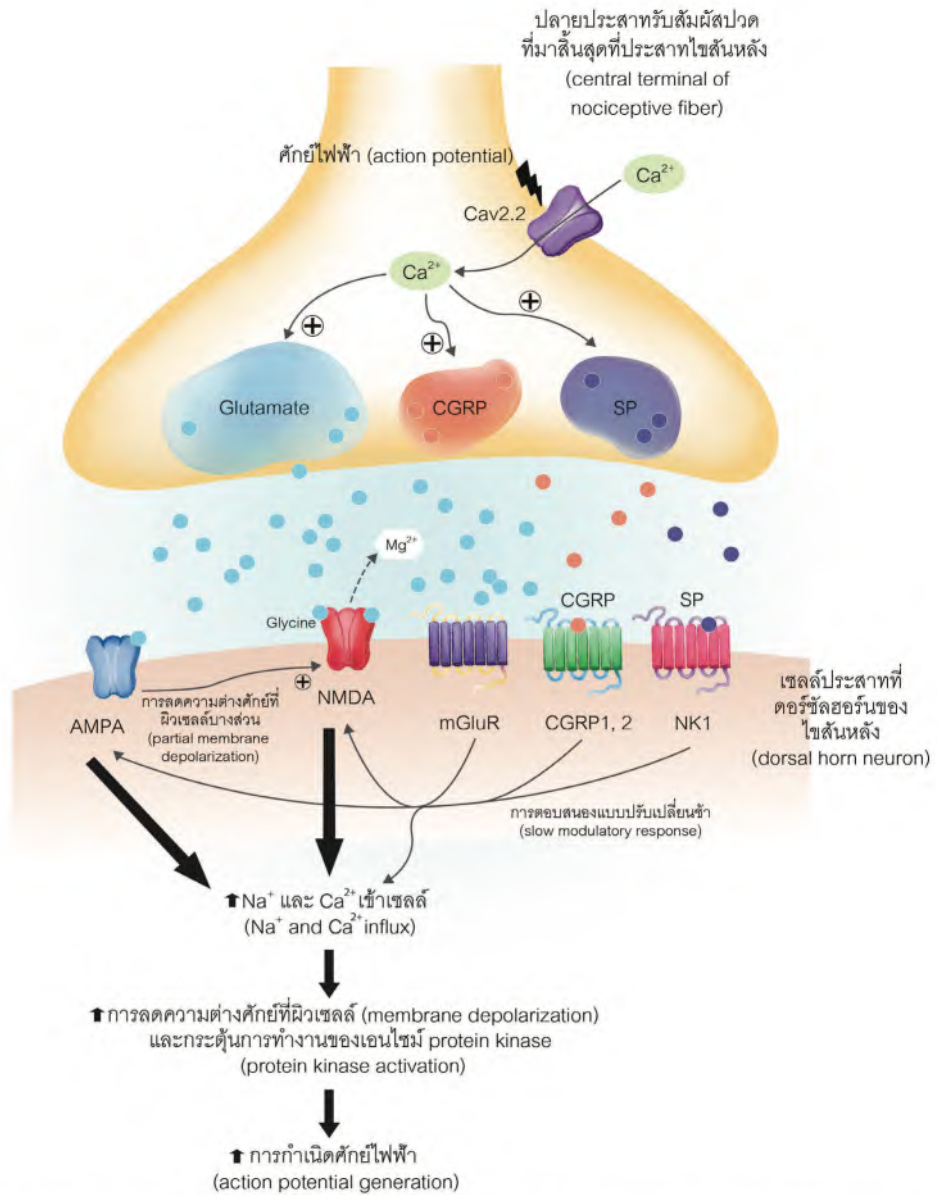 ปลายประสาทรับสัมผัสปวด
ที่มาสิ้นสุดที่ประสาทไขสันหลัง
(central terminal of
nociceptive fiber)
ศักย์ไฟฟ้า (action potential)
Ca²⁺
Cav2.2
Ca²⁺
Glutamate
CGRP
SP
Mg²⁺
Glycine
CGRP
SP
AMPA
การลดความต่างศักย์ที่
ผิวเซลล์บางส่วน
(partial membrane
depolarization)
NMDA
mGluR
CGRP1, 2
NK1
เซลล์ประสาทที่
ดอร์ซัลฮอร์นของ
ไขสันหลัง
(dorsal horn neuron)
การตอบสนองแบบปรับเปลี่ยนช้า
(slow modulatory response)
⬆Na⁺ และ Ca²⁺ เข้าเซลล์
(Na⁺ and Ca²⁺ influx)
⬆การลดความต่างศักย์ที่ผิวเซลล์ (membrane depolarization)
และกระตุ้นการทำงานของเอนไซม์ protein kinase
(protein kinase activation)
⬆ การกำเนิดศักย์ไฟฟ้า
(action potential generation)